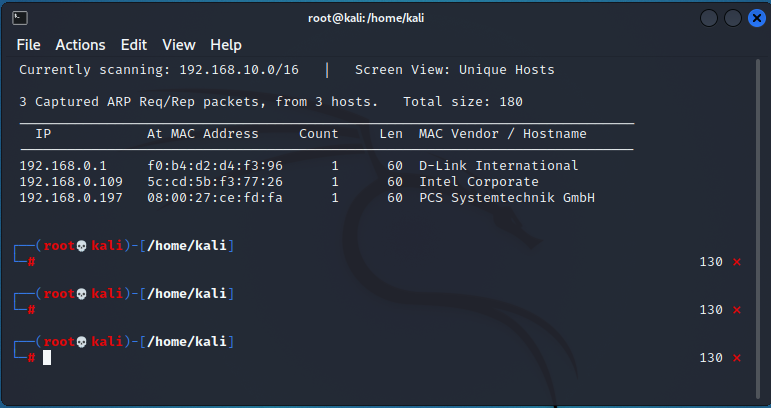 root@kali: /home/kali
File Actions Edit View Help
Currently scanning: 192.168.10.0/16 | Screen View: Unique Hosts
3 Captured ARP Req/Rep packets, from 3 hosts. Total size: 180
IP At MAC Address Count Len MAC Vendor / Hostname
192.168.0.1 f0:b4:d2:d4:f3:96 1 60 D-Link International
192.168.0.109 5c:cd:5b:f3:77:26 1 60 Intel Corporate
192.168.0.197 08:00:27:ce:fd:fa 1 60 PCS Systemtechnik GmbH
┌──(root💀kali)-[/home/kali]
└─# 130 ⨯
┌──(root💀kali)-[/home/kali]
└─# 130 ⨯
┌──(root💀kali)-[/home/kali]
└─# 130 ⨯